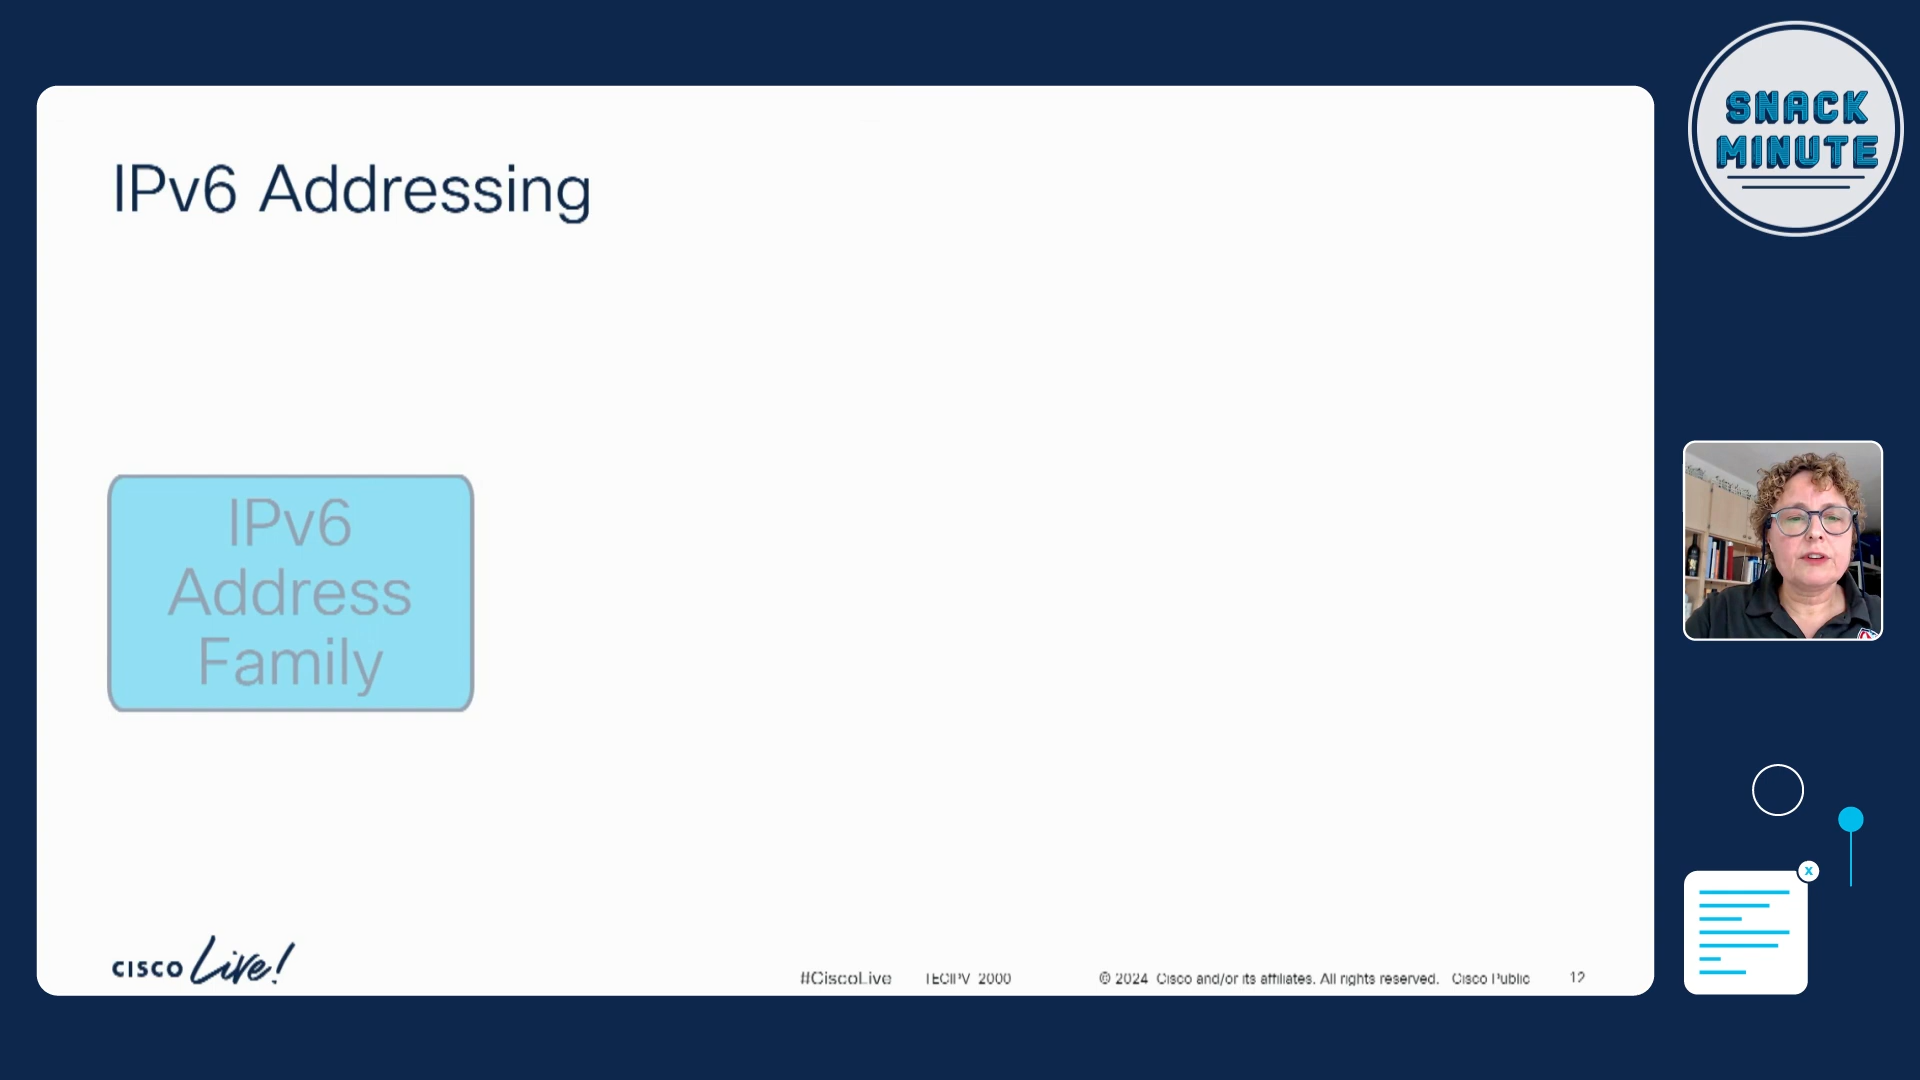 SNACK
MINUTE
IPv6 Addressing
IPv6
Address
Family
x
CISCO Live!
#CiscoLive TECIPV 2000 © 2024 Cisco and/or its affiliates. All rights reserved. Cisco Public 12